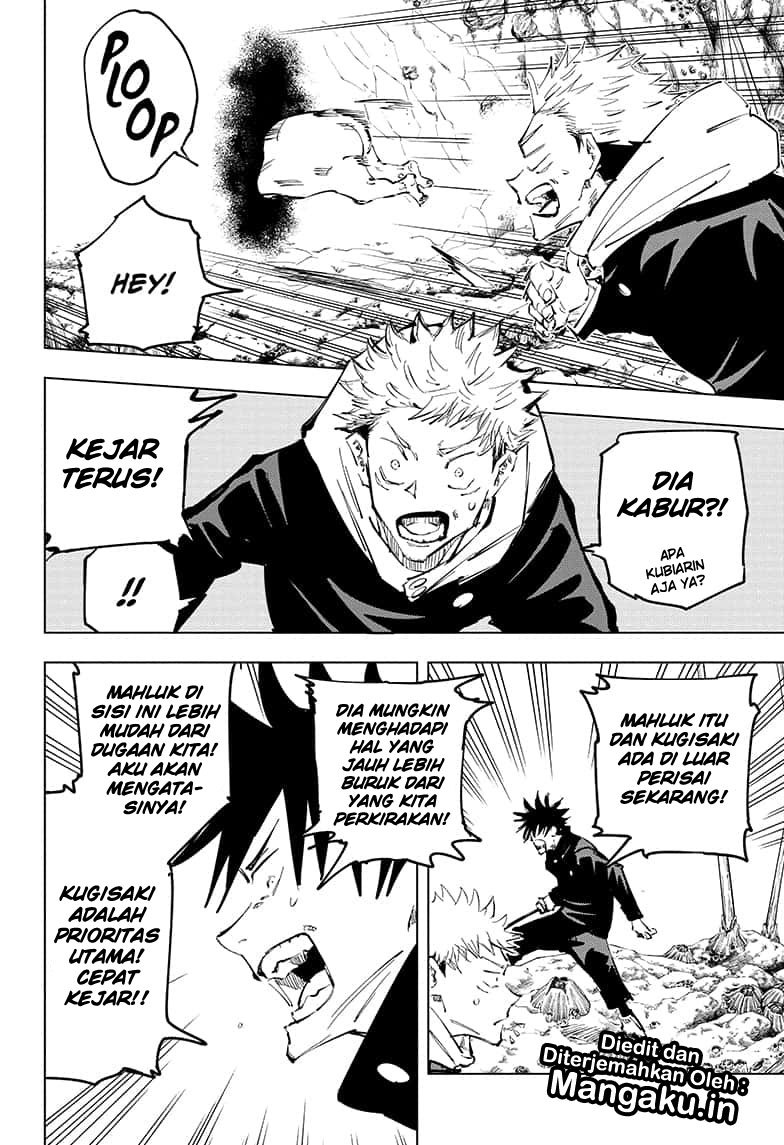 PLOOP
HEY!
DIA
KABUR?!
APA
KUBIARIN
AJA YA?
KEJAR
TERUS!
!!
MAHLUK ITU
DAN KUGISAKI
ADA DI LUAR
PERISAI
SEKARANG!
DIA MUNGKIN
MENGHADAPI
HAL YANG
JAUH LEBIH
BURUK DARI
YANG KITA
PERKIRAKAN!
MAHLUK DI
SISI INI LEBIH
MUDAH DARI
DUGAAN KITA!
AKU AKAN
MENGATA-
SINYA!
KUGISAKI
ADALAH
PRIORITAS
UTAMA!
CEPAT
KEJAR!!
Diedit dan
Diterjemahkan Oleh :
Mangaku.in